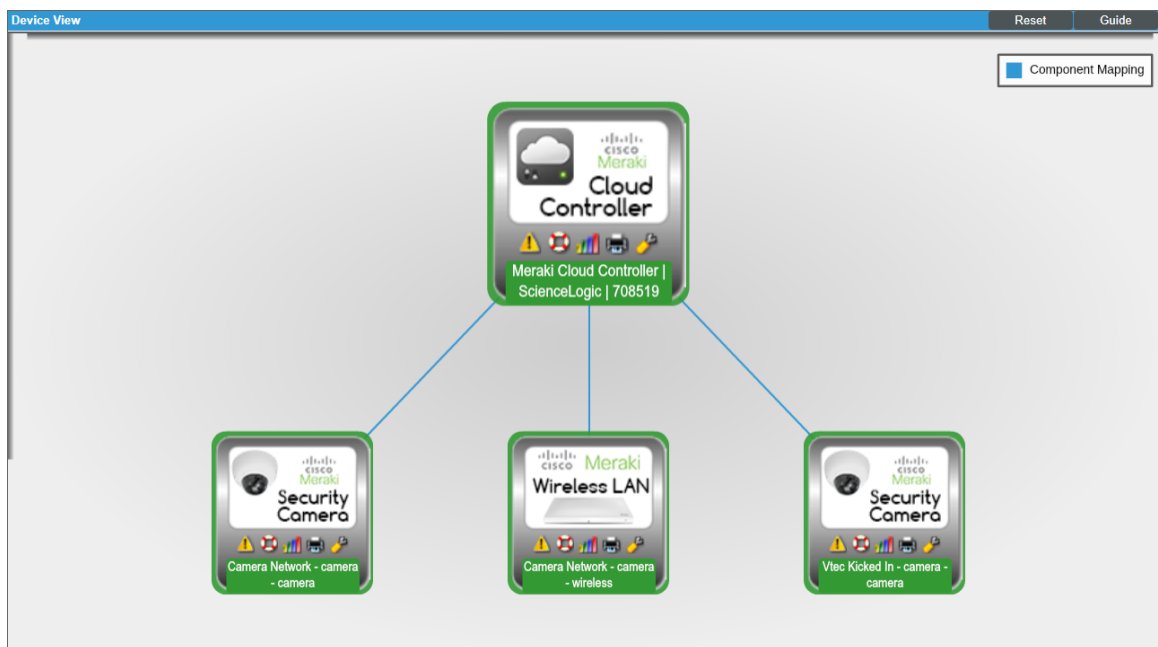 Device View
Reset
Guide
Component Mapping
CISCO
Meraki
Cloud
Controller
Meraki Cloud Controller |
ScienceLogic | 708519
CISCO
Meraki
Security
Camera
Camera Network - camera
- camera
CISCO Meraki
Wireless LAN
Camera Network - camera
- wireless
CISCO
Meraki
Security
Camera
Vtec Kicked In - camera -
camera